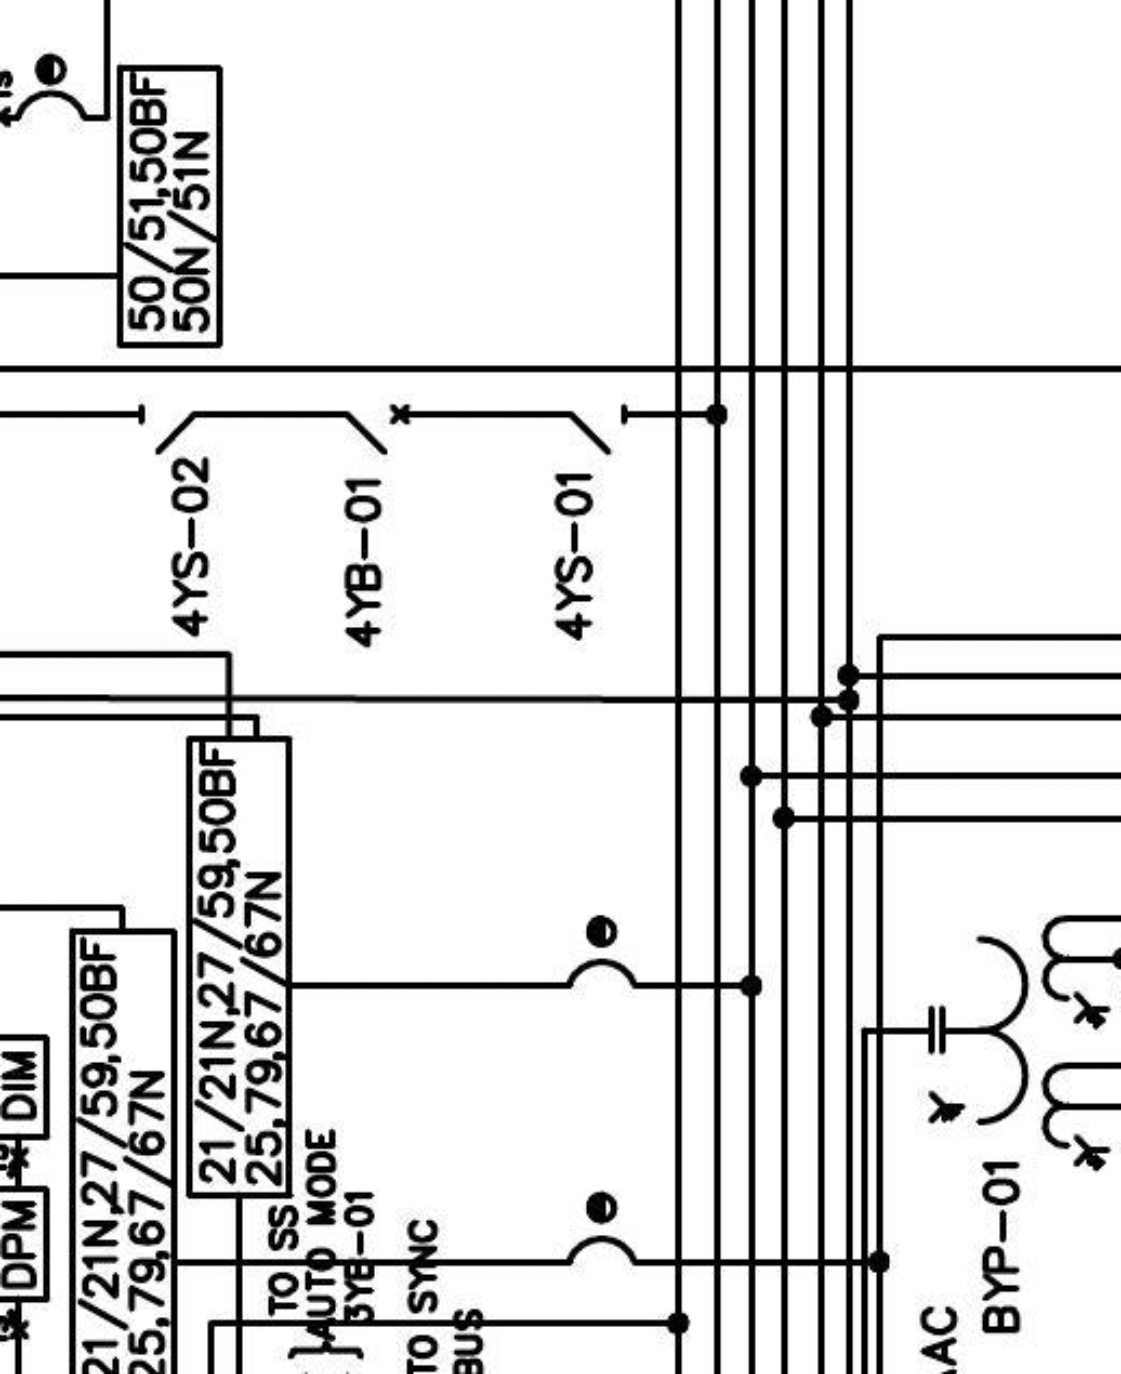 50/51,50BF
50N/51N
4YS-02
4YB-01
4YS-01
21/21N,27/59,50BF
25,79,67/67N
21/21N,27/59,50BF
25,79,67/67N
DIM
DPM
TO SS
AUTO MODE
3YB-01
TO SYNC
BUS
BYP-01